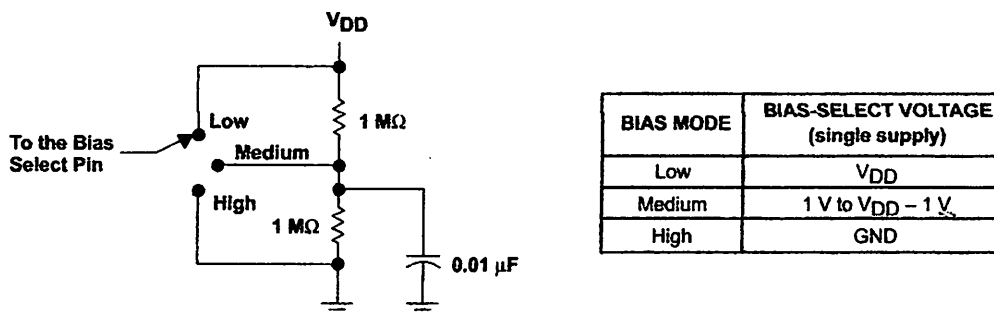 VDD
Low
1 MΩ
To the Bias
Select Pin
Medium
High
1 MΩ
0.01 µF
BIAS MODE
BIAS-SELECT VOLTAGE
(single supply)
Low
VDD
Medium
1 V to VDD – 1 V
High
GND